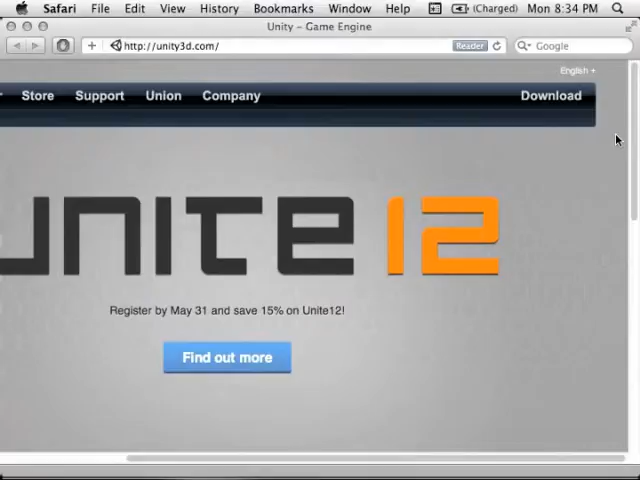 Safari File Edit View History Bookmarks Window Help (Charged) Mon 8:34 PM
Unity – Game Engine
http://unity3d.com/ Reader Google
English +
Store Support Union Company Download
UNITE 12
Register by May 31 and save 15% on Unite12!
Find out more